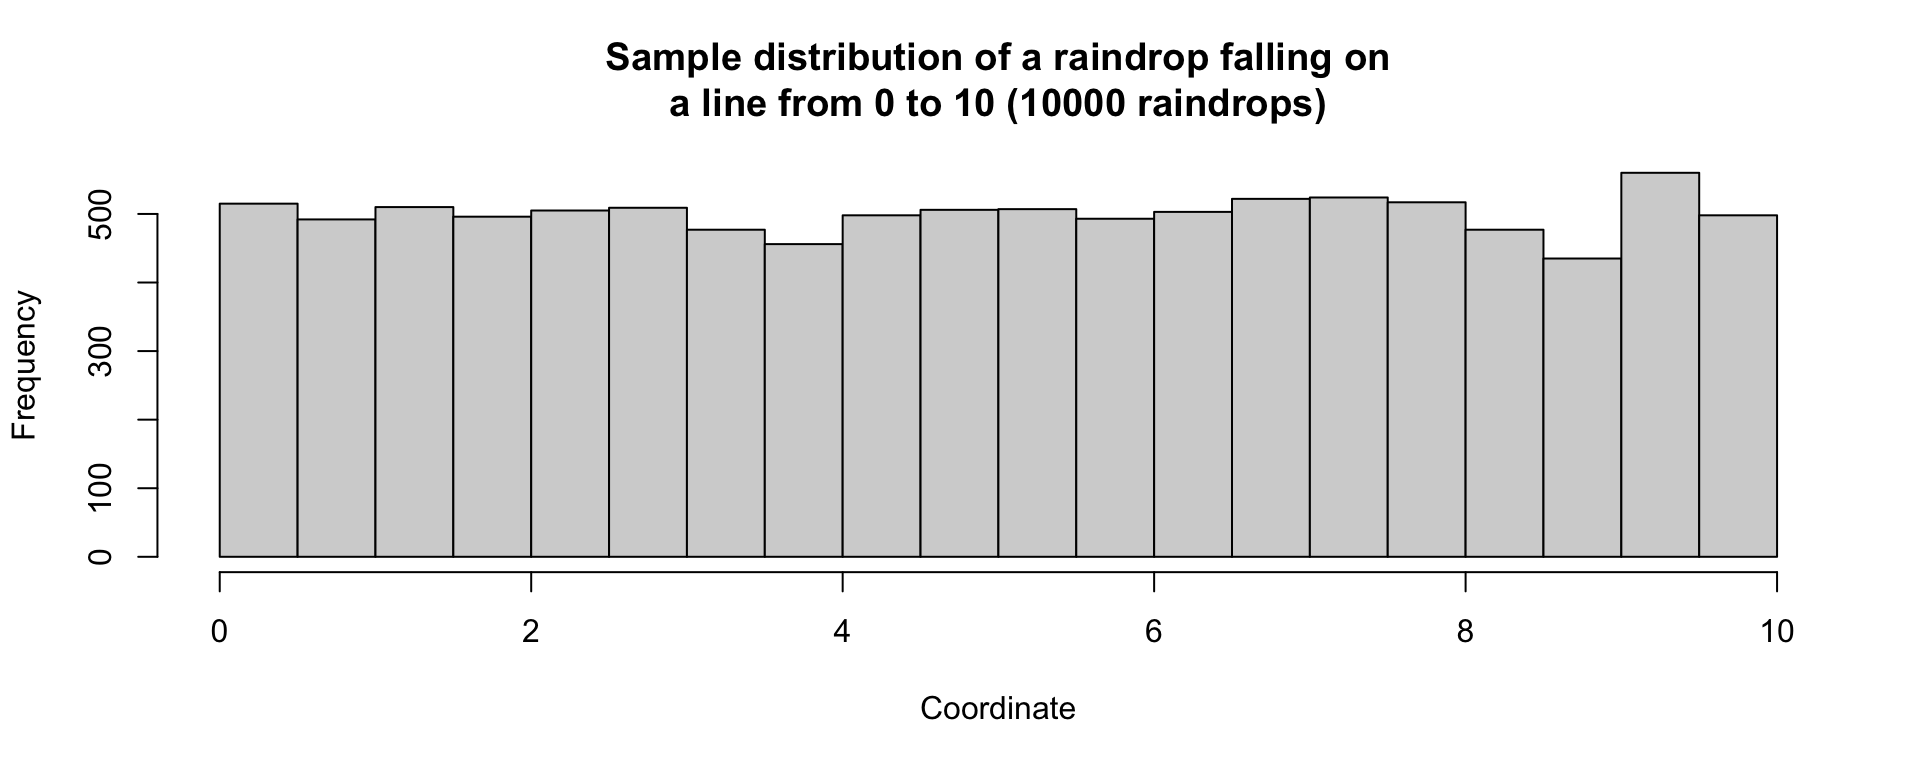 Sample distribution of a raindrop falling on
a line from 0 to 10 (10000 raindrops)
500
300
100
0
Frequency
0 2 4 6 8 10
Coordinate